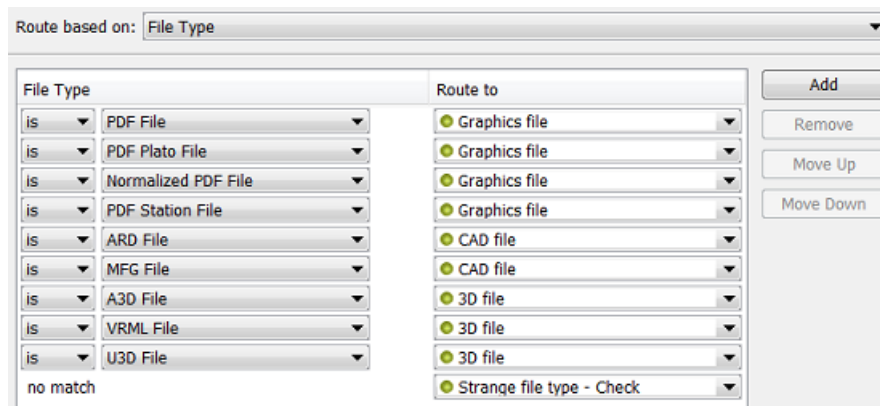 Route based on: File Type
File Type Route to Add
is PDF File Graphics file Remove
is PDF Plato File Graphics file Move Up
is Normalized PDF File Graphics file Move Down
is PDF Station File Graphics file
is ARD File CAD file
is MFG File CAD file
is A3D File 3D file
is VRML File 3D file
is U3D File 3D file
no match Strange file type - Check